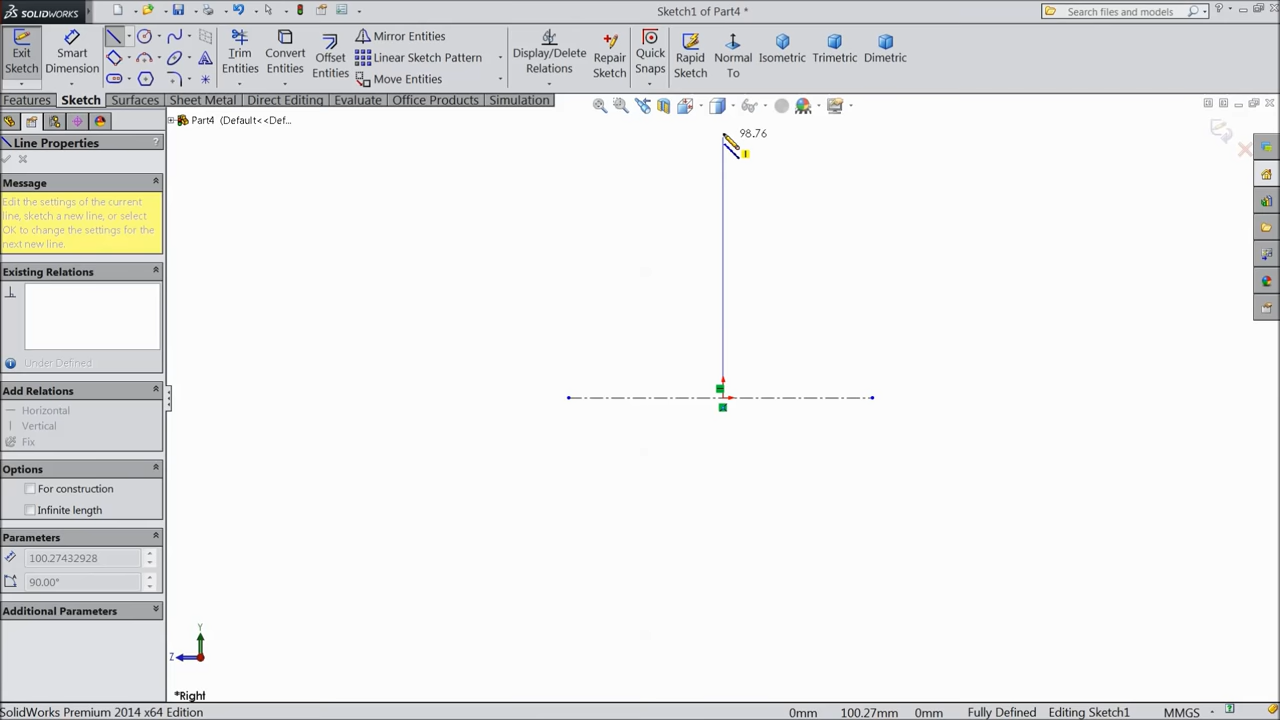 SOLIDWORKS
Sketch1 of Part4 *
Search files and models
Exit Sketch
Smart Dimension
Trim Entities
Convert Entities
Offset Entities
Mirror Entities
Linear Sketch Pattern
Move Entities
Display/Delete Relations
Repair Sketch
Quick Snaps
Rapid Sketch
Normal To
Isometric
Trimetric
Dimetric
Features
Sketch
Surfaces
Sheet Metal
Direct Editing
Evaluate
Office Products
Simulation
Part4 (Default<<Def...
Line Properties
Message
Edit the settings of the current
line, sketch a new line, or select
OK to change the settings for the
next new line.
Existing Relations
Under Defined
Add Relations
Horizontal
Vertical
Fix
Options
For construction
Infinite length
Parameters
100.27432928
90.00°
Additional Parameters
98.76
Y
Z
*Right
SolidWorks Premium 2014 x64 Edition
0mm
100.27mm
0mm
Fully Defined
Editing Sketch1
MMGS